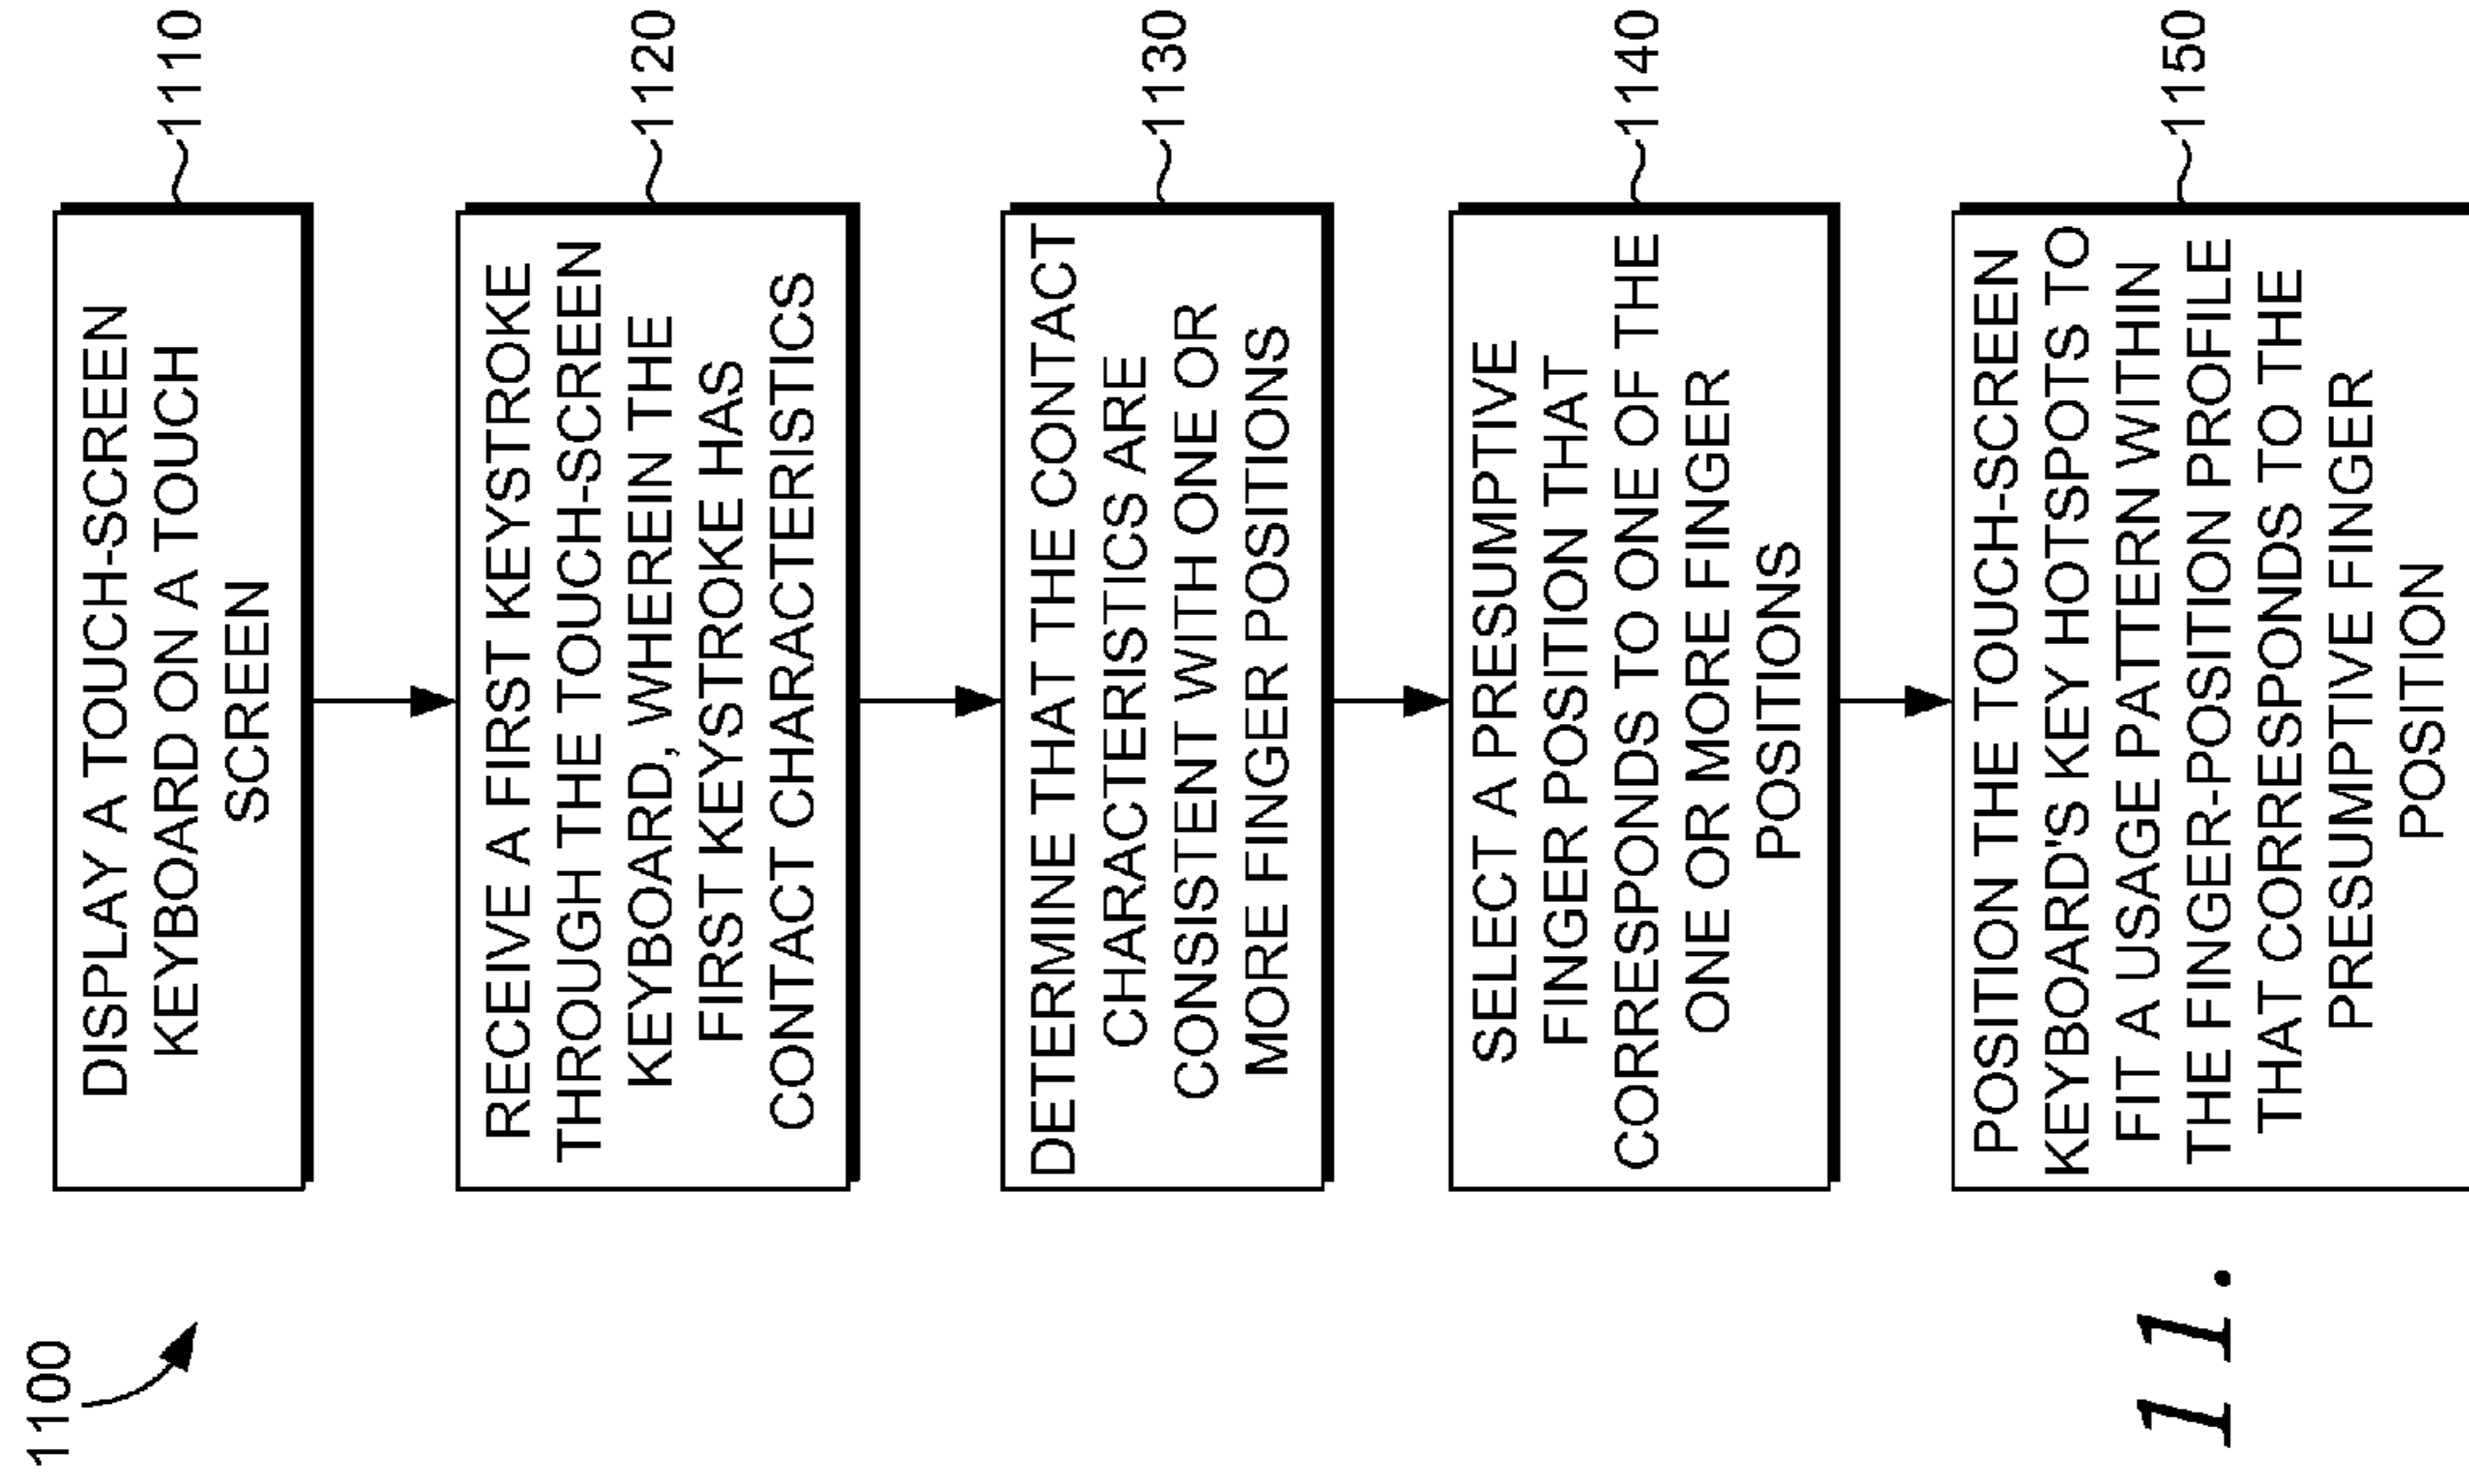 1100
DISPLAY A TOUCH-SCREEN
KEYBOARD ON A TOUCH
SCREEN
1110
RECEIVE A FIRST KEYSTROKE
THROUGH THE TOUCH-SCREEN
KEYBOARD, WHEREIN THE
FIRST KEYSTROKE HAS
CONTACT CHARACTERISTICS
1120
DETERMINE THAT THE CONTACT
CHARACTERISTICS ARE
CONSISTENT WITH ONE OR
MORE FINGER POSITIONS
1130
SELECT A PRESUMPTIVE
FINGER POSITION THAT
CORRESPONDS TO ONE OF THE
ONE OR MORE FINGER
POSITIONS
1140
POSITION THE TOUCH-SCREEN
KEYBOARD'S KEY HOTSPOTS TO
FIT A USAGE PATTERN WITHIN
THE FINGER-POSITION PROFILE
THAT CORRESPONDS TO THE
PRESUMPTIVE FINGER
POSITION
1150
11.